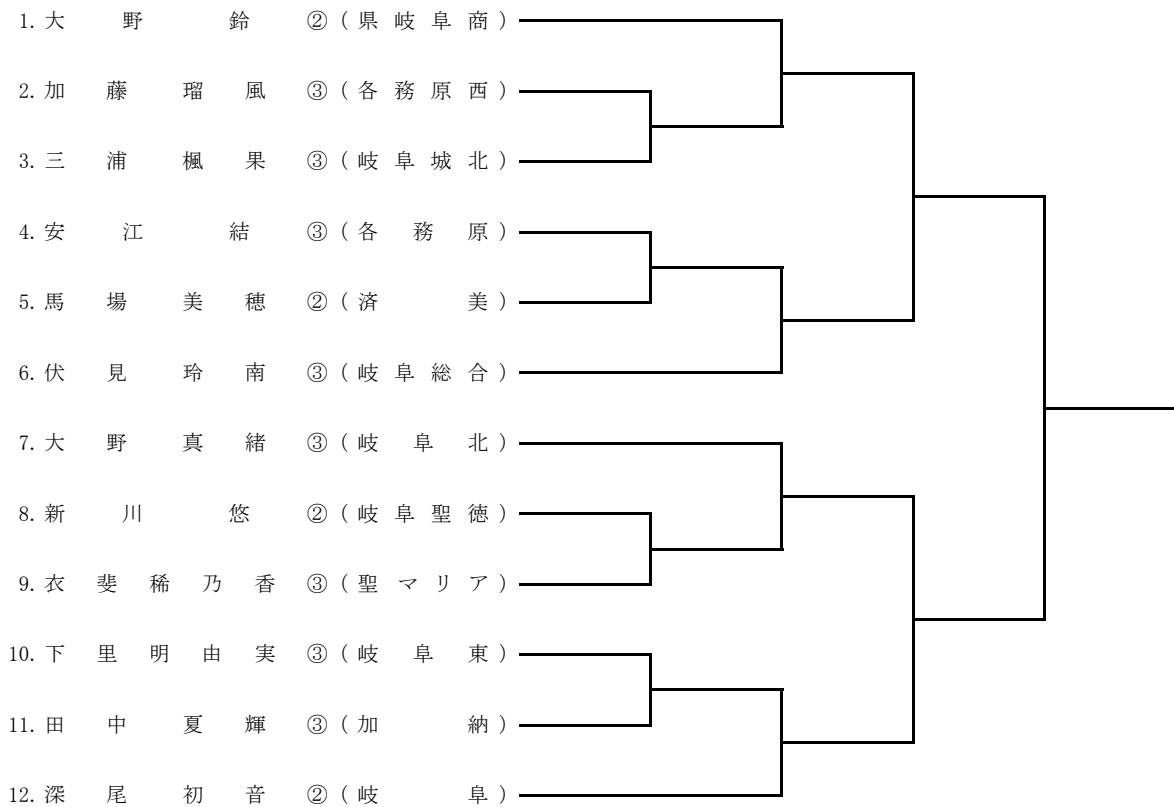 1. 大野鈴 ② (県岐阜商)
2. 加藤瑠風 ③ (各務原西)
3. 三浦楓果 ③ (岐阜城北)
4. 安江結 ③ (各務原)
5. 馬場美穂 ② (済美)
6. 伏見玲南 ③ (岐阜総合)
7. 大野真緒 ③ (岐阜北)
8. 新川悠 ② (岐阜聖徳)
9. 衣斐稀乃香 ③ (聖マリア)
10. 下里明由実 ③ (岐阜東)
11. 田中夏輝 ③ (加納)
12. 深尾初音 ② (岐阜)